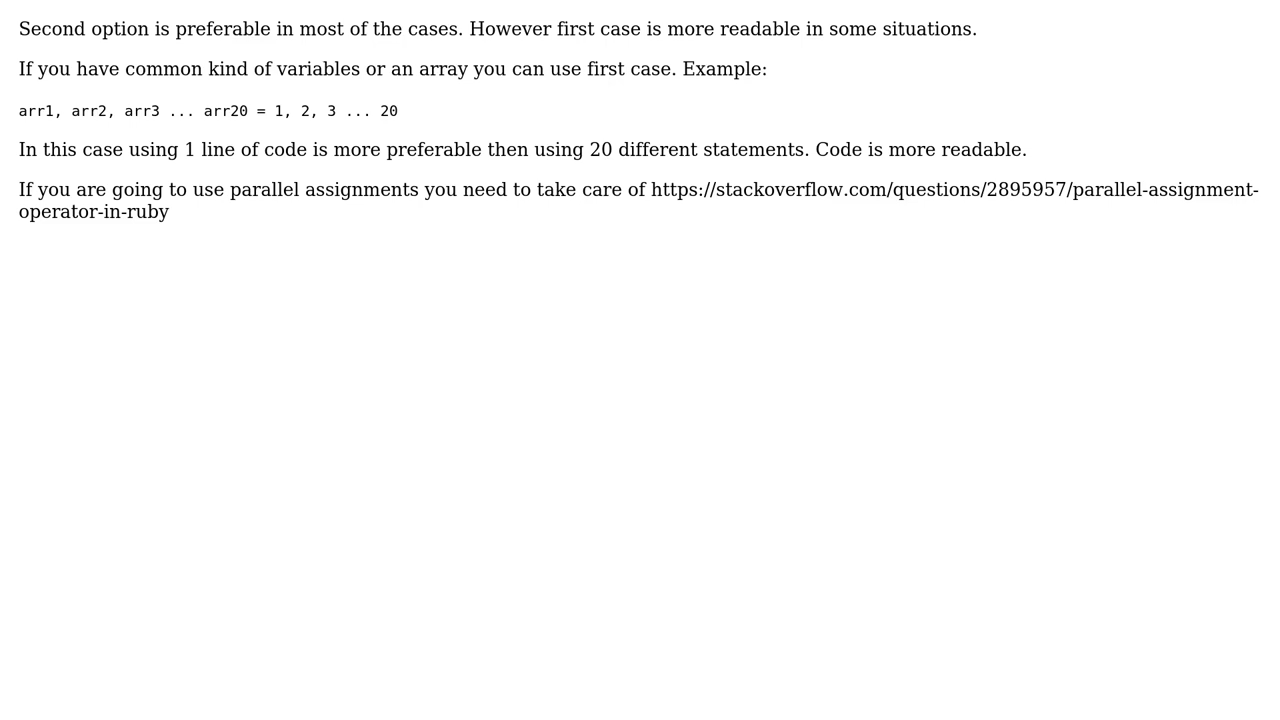 Second option is preferable in most of the cases. However first case is more readable in some situations.
If you have common kind of variables or an array you can use first case. Example:
arr1, arr2, arr3 ... arr20 = 1, 2, 3 ... 20
In this case using 1 line of code is more preferable then using 20 different statements. Code is more readable.
If you are going to use parallel assignments you need to take care of https://stackoverflow.com/questions/2895957/parallel-assignment-
operator-in-ruby